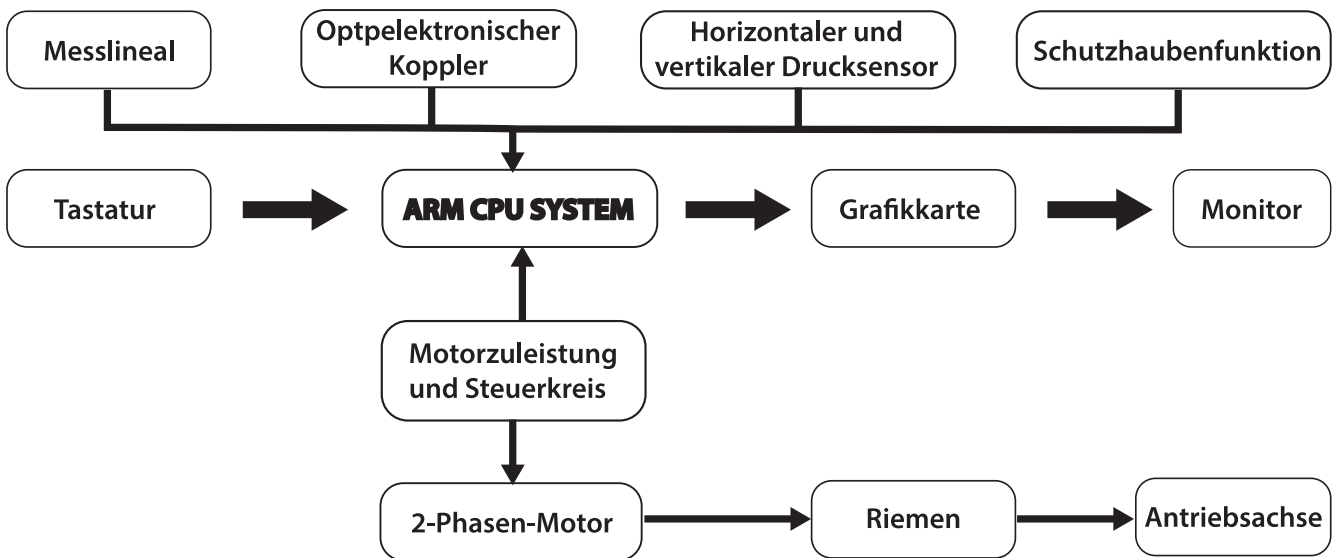 Messlineal
Optpelektronischer
Koppler
Horizontaler und
vertikaler Drucksensor
Schutzhaubenfunktion
Tastatur
ARM CPU SYSTEM
Grafikkarte
Monitor
Motorzuleistung
und Steuerkreis
2-Phasen-Motor
Riemen
Antriebsachse